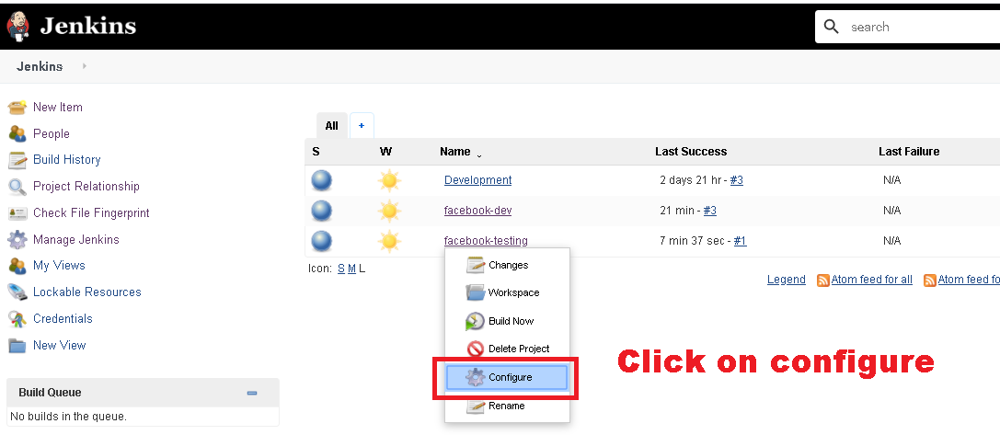 Jenkins
search
Jenkins
New Item
People
Build History
Project Relationship
Check File Fingerprint
Manage Jenkins
My Views
Lockable Resources
Credentials
New View
Build Queue
No builds in the queue.
All +
S W Name Last Success Last Failure
Development 2 days 21 hr - #3 N/A
facebook-dev 21 min - #3 N/A
facebook-testing 7 min 37 sec - #1 N/A
Icon: S M L
Legend Atom feed for all Atom feed fo
Changes
Workspace
Build Now
Delete Project
Configure
Rename
Click on configure